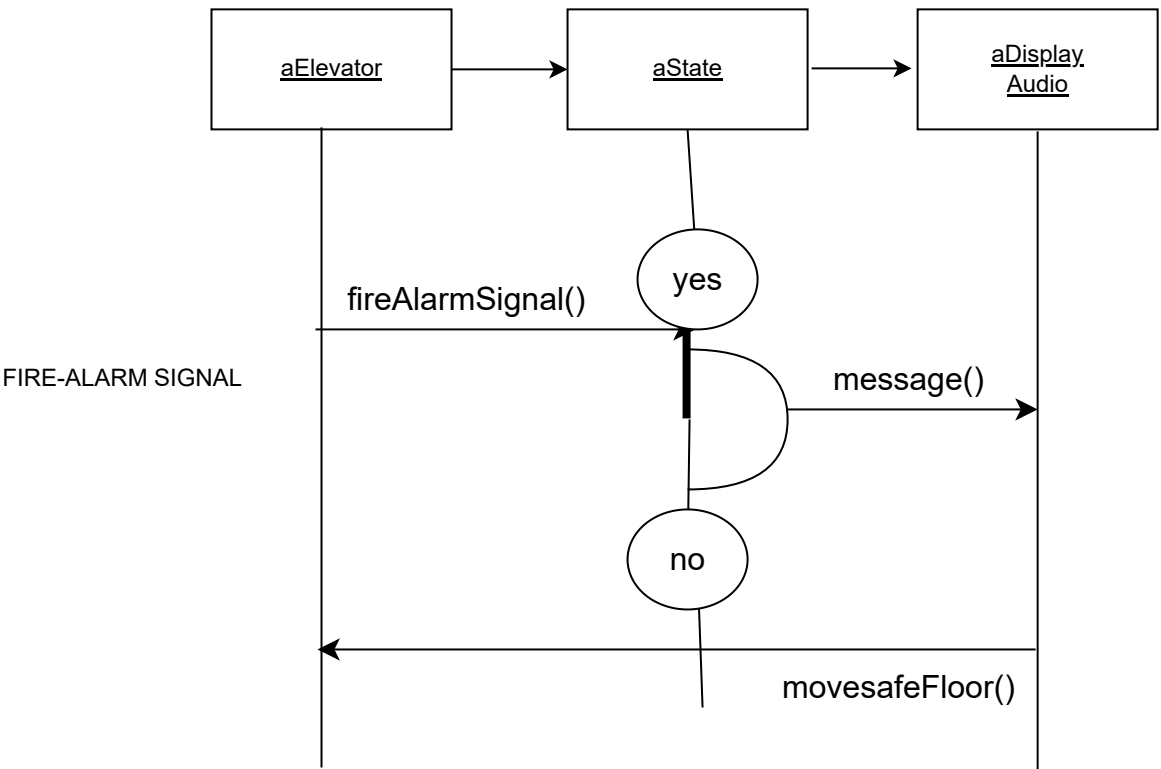 aElevator
aState
aDisplay
Audio
yes
fireAlarmSignal()
FIRE-ALARM SIGNAL
message()
no
movesafeFloor()